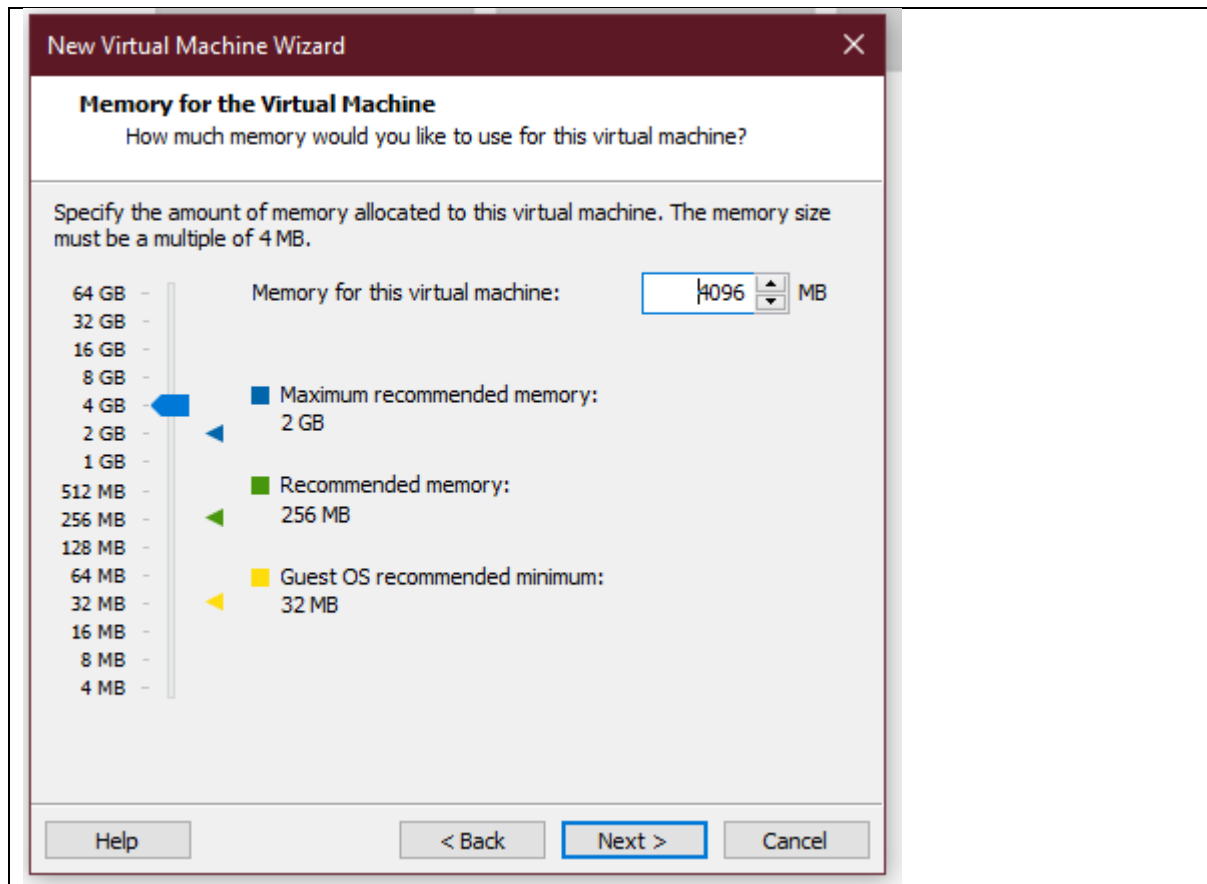 New Virtual Machine Wizard
Memory for the Virtual Machine
How much memory would you like to use for this virtual machine?
Specify the amount of memory allocated to this virtual machine. The memory size
must be a multiple of 4 MB.
64 GB
32 GB
16 GB
8 GB
4 GB
2 GB
1 GB
512 MB
256 MB
128 MB
64 MB
32 MB
16 MB
8 MB
4 MB
Memory for this virtual machine: 4096 MB
Maximum recommended memory:
2 GB
Recommended memory:
256 MB
Guest OS recommended minimum:
32 MB
Help < Back Next > Cancel